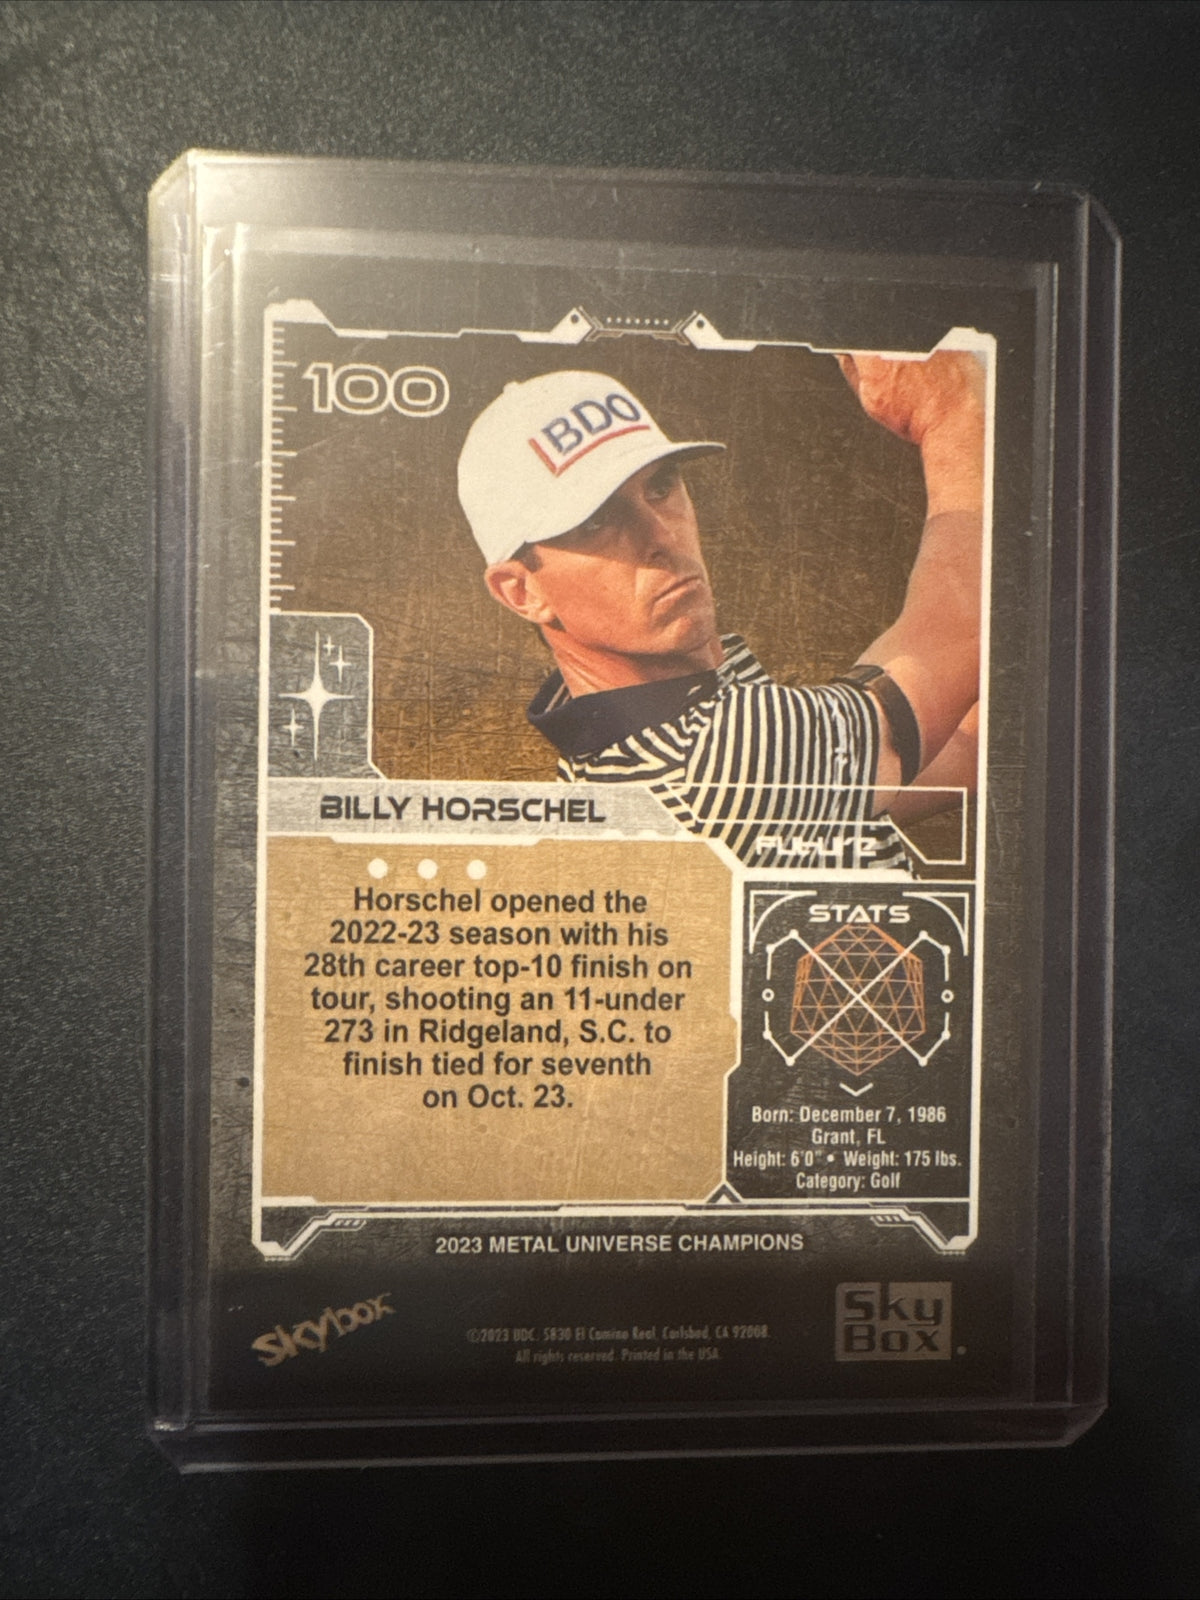 100
BDO
BILLY HORSCHEL
Future
Horschel opened the
2022-23 season with his
28th career top-10 finish on
tour, shooting an 11-under
273 in Ridgeland, S.C. to
finish tied for seventh
on Oct. 23.
STATS
Born: December 7, 1986
Grant, FL
Height: 6'0" • Weight: 175 lbs.
Category: Golf
2023 METAL UNIVERSE CHAMPIONS
skybox
©2023 UDC. 5830 El Camino Real, Carlsbad, CA 92008.
All rights reserved. Printed in the USA.
Sky
Box